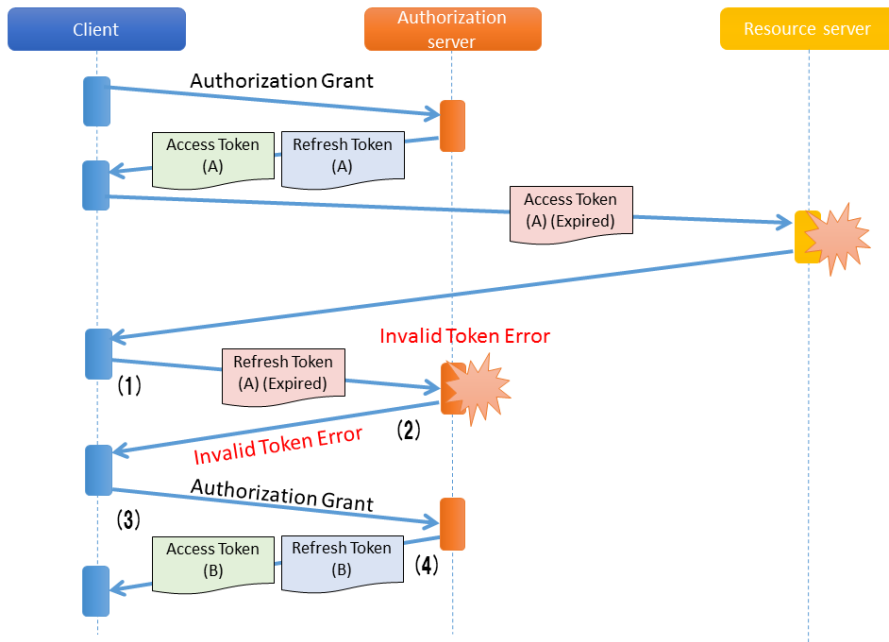 Client
Authorization
server
Resource server
Authorization Grant
Access Token
(A)
Refresh Token
(A)
Access Token
(A) (Expired)
Invalid Token Error
Refresh Token
(A) (Expired)
(1)
(2)
Invalid Token Error
Authorization Grant
(3)
Access Token
(B)
Refresh Token
(B)
(4)